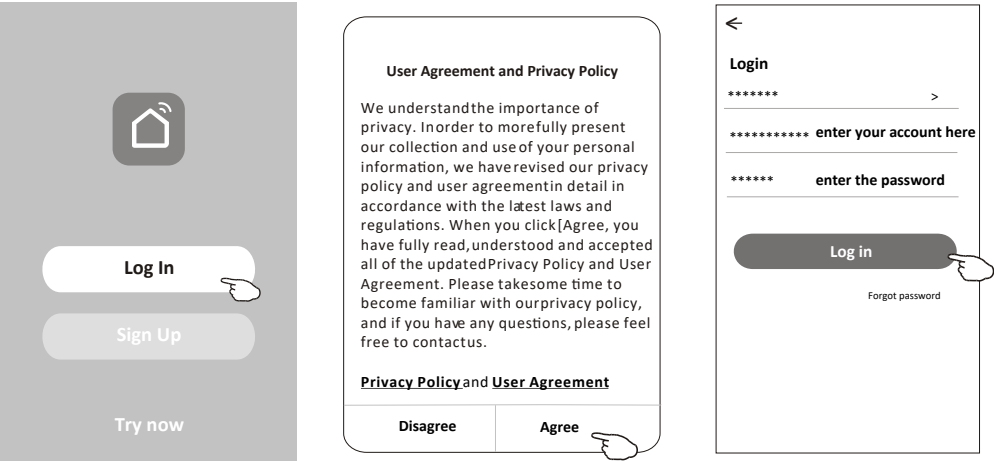 Log In
Sign Up
Try now
User Agreement and Privacy Policy
We understandthe importance of
privacy. Inorder to morefully present
our collection and use of your personal
information, we haverevised our privacy
policy and user agreementin detail in
accordance with the latest laws and
regulations. When you click[Agree, you
have fully read,understood and accepted
all of the updatedPrivacy Policy and User
Agreement. Please takesome time to
become familiar with ourprivacy policy,
and if you have any questions, please feel
free to contactus.
Privacy Policy and User Agreement
Disagree Agree
Login
******* >
*********** enter your account here
****** enter the password
Log in
Forgot password